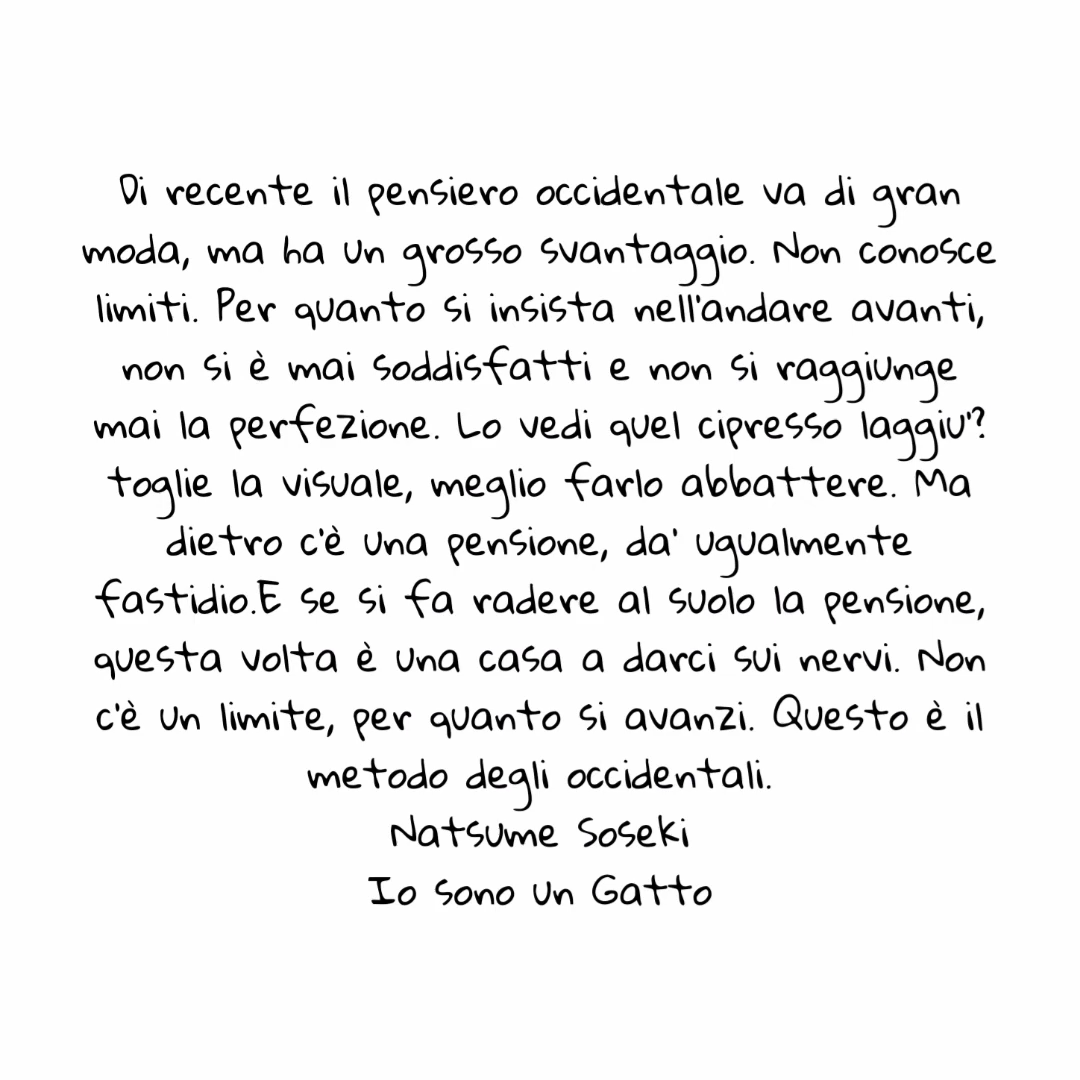 Di recente il pensiero occidentale va di gran
moda, ma ha un grosso svantaggio. Non conosce
limiti. Per quanto si insista nell'andare avanti,
non si è mai soddisfatti e non si raggiunge
mai la perfezione. Lo vedi quel cipresso laggiu'?
toglie la visuale, meglio farlo abbattere. Ma
dietro c'è una pensione, da' ugualmente
fastidio.E se si fa radere al suolo la pensione,
questa volta è una casa a darci sui nervi. Non
c'è un limite, per quanto si avanzi. Questo è il
metodo degli occidentali.
Natsume Soseki
Io sono un Gatto